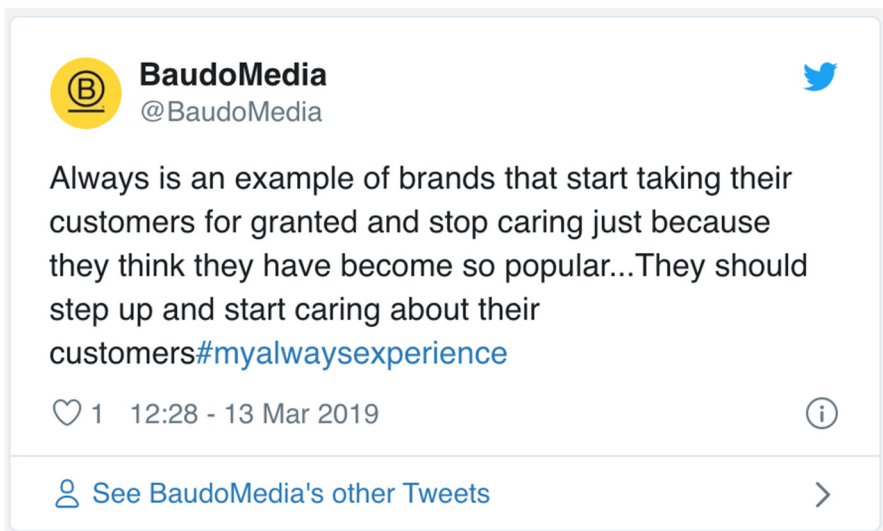 B
BaudoMedia
@BaudoMedia
Always is an example of brands that start taking their
customers for granted and stop caring just because
they think they have become so popular...They should
step up and start caring about their
customers#myalwaysexperience
1 12:28 - 13 Mar 2019
See BaudoMedia's other Tweets